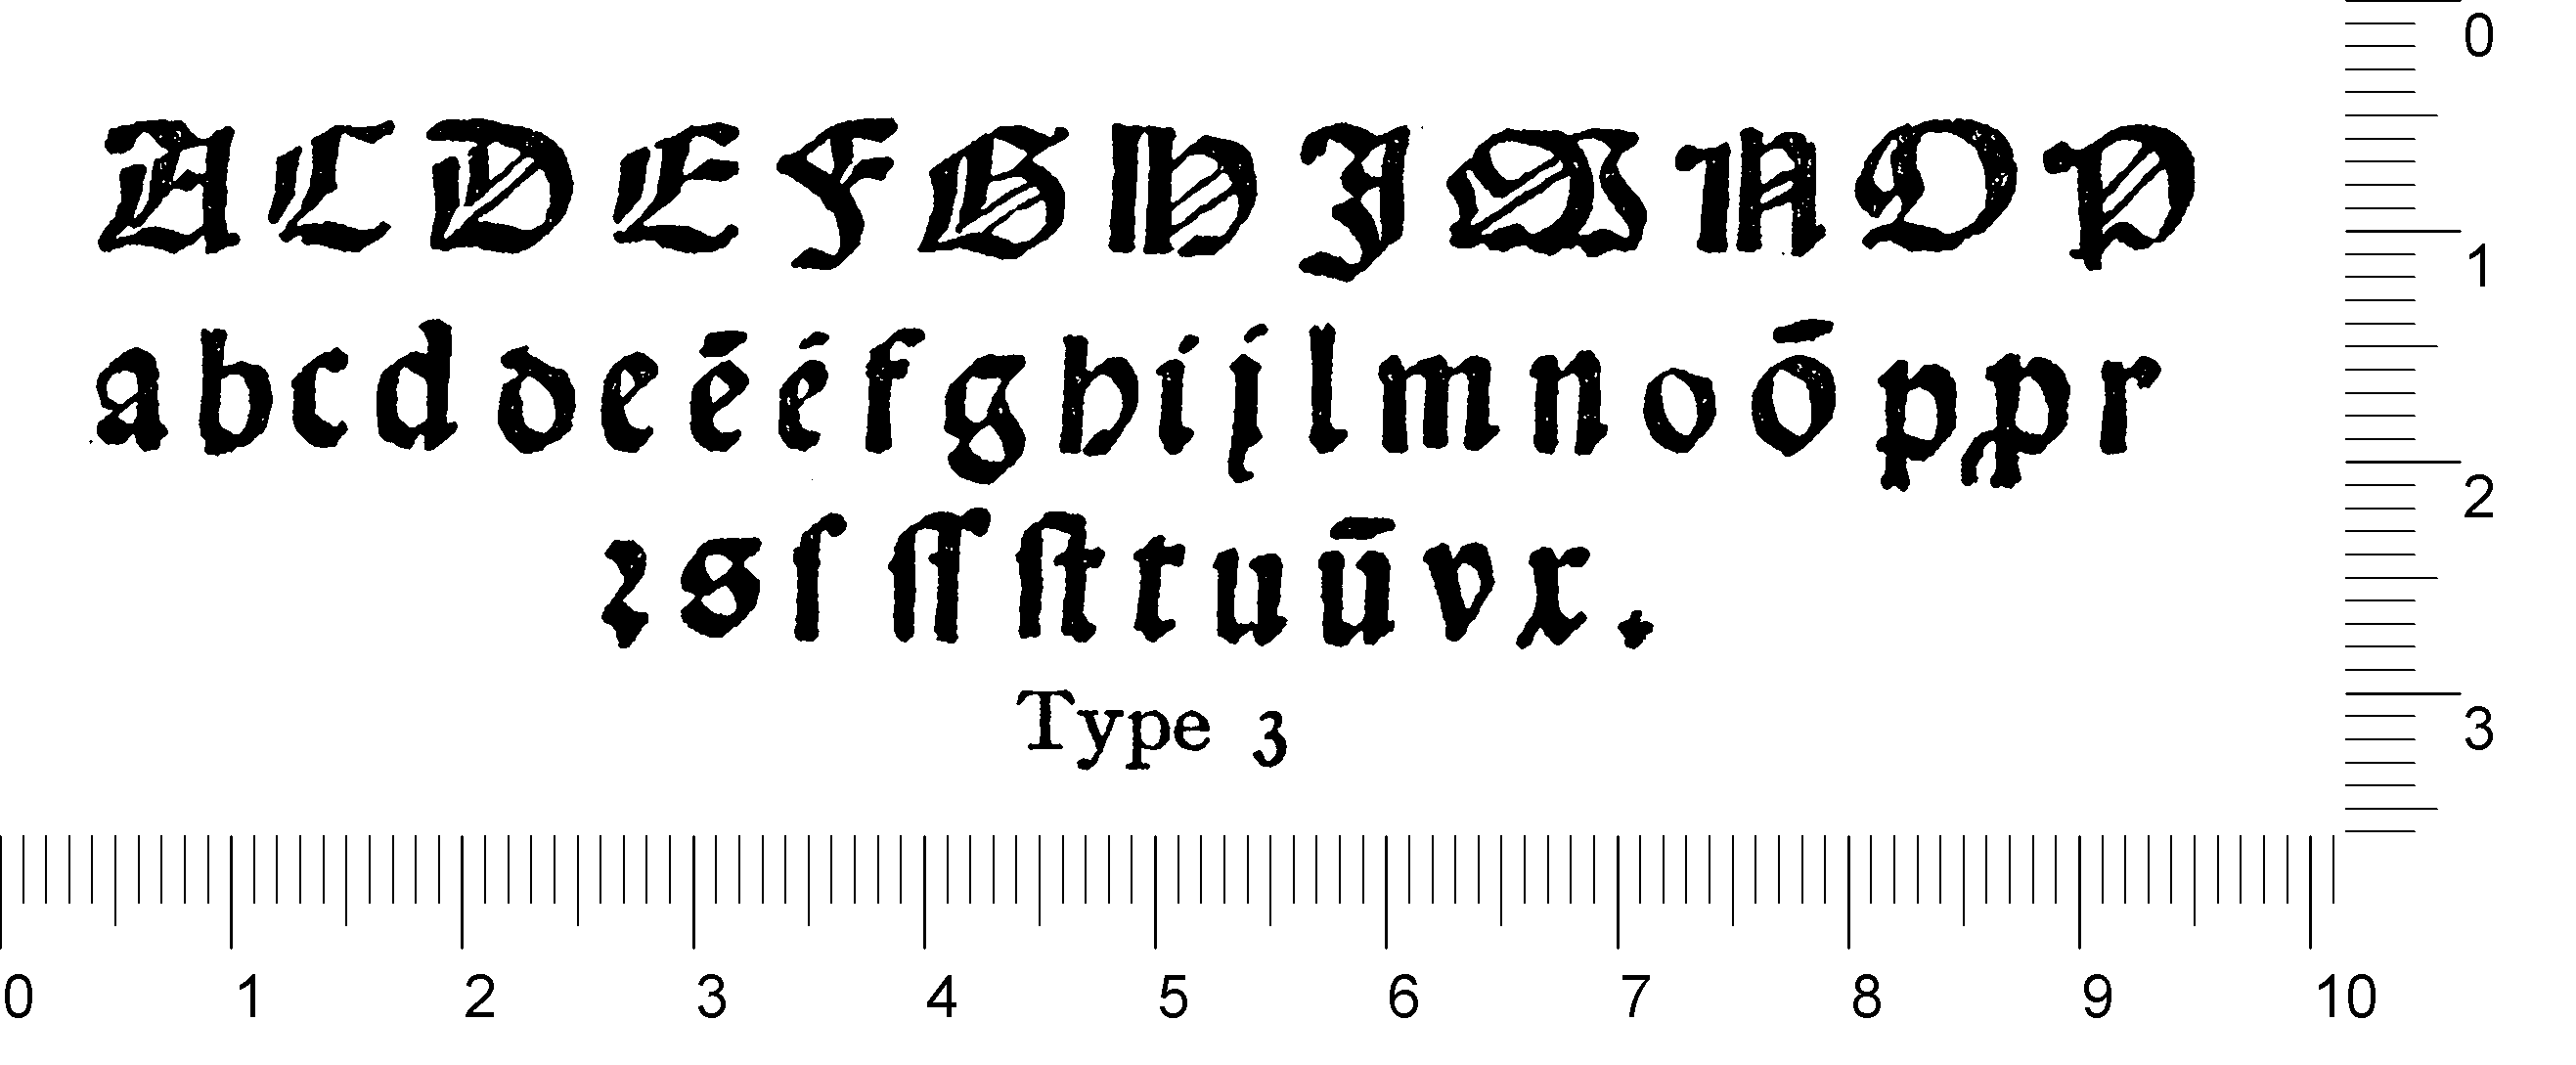 A C D E F G H I M N O P
a b c d ꝺ e ē é f g h i j l m n o ō p ꝓ r
ꝛ s ſ ſſ ſt t u ū v x .
Type 3
0 1 2 3 4 5 6 7 8 9 10
0
1
2
3